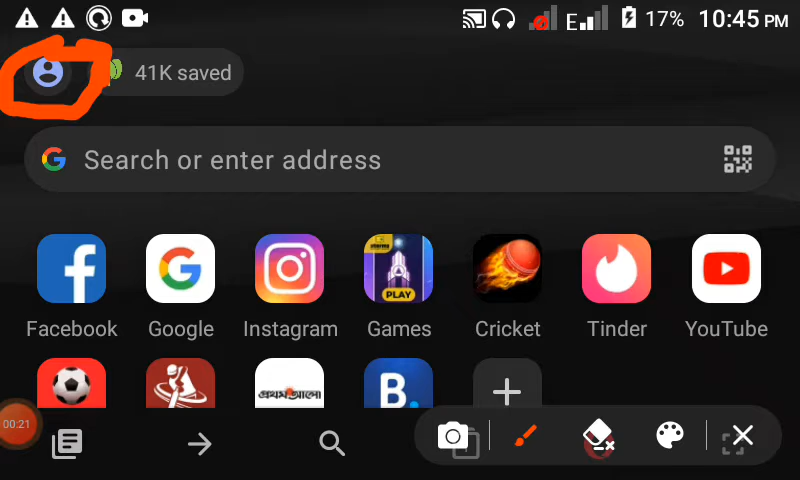 E 17% 10:45 PM
41K saved
Search or enter address
PLAY
Facebook Google Instagram Games Cricket Tinder YouTube
প্রথম আলো B.
00:21